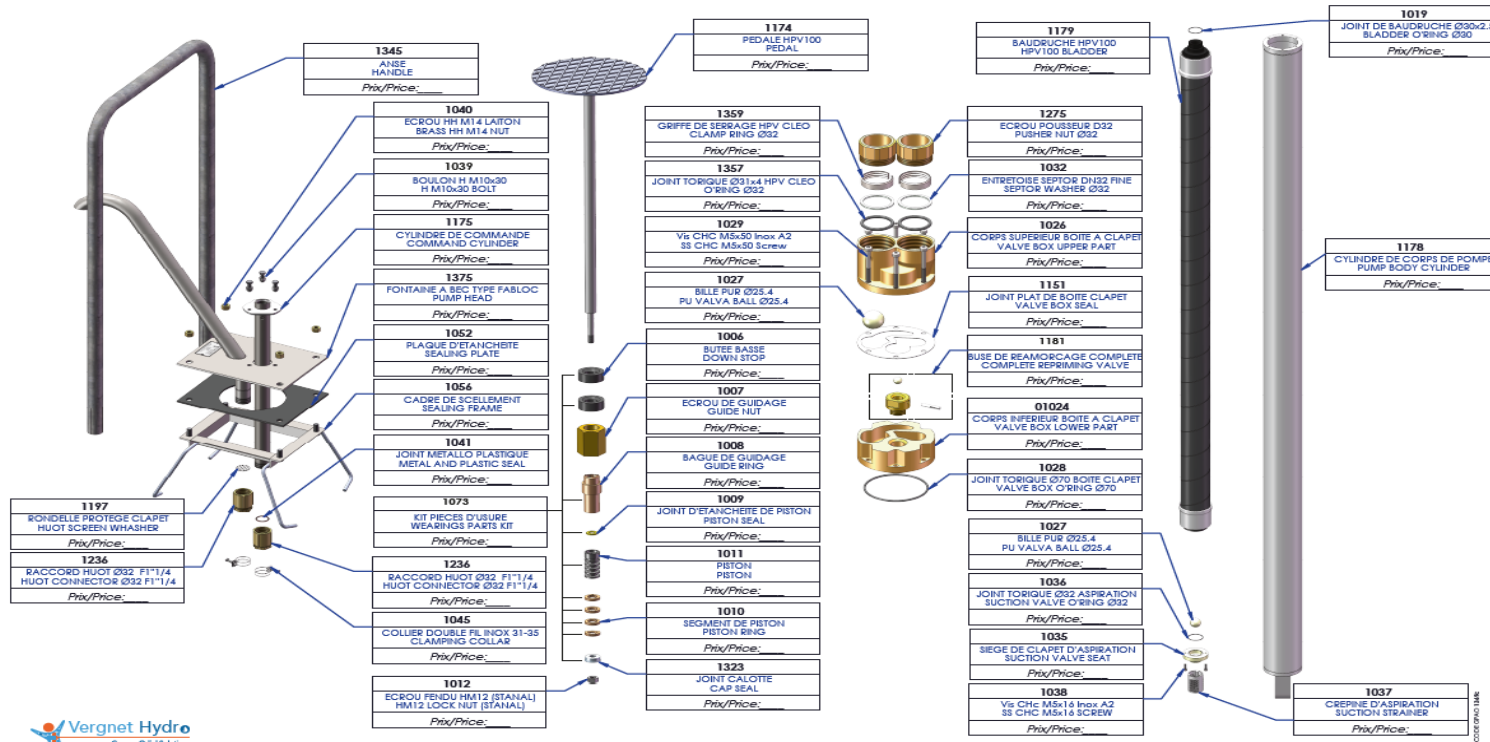 1345
ANSE
HANDLE
Prix/Price:____
1040
ECROU HH M14 LAITON
BRASS HH M14 NUT
Prix/Price:____
1039
BOULON H M10x30
H M10x30 BOLT
Prix/Price:____
1175
CYLINDRE DE COMMANDE
COMMAND CYLINDER
Prix/Price:____
1375
FONTAINE A BEC TYPE FABLOC
PUMP HEAD
Prix/Price:____
1052
PLAQUE D'ETANCHEITE
SEALING PLATE
Prix/Price:____
1056
CADRE DE SCELLEMENT
SEALING FRAME
Prix/Price:____
1041
JOINT METALLO PLASTIQUE
METAL AND PLASTIC SEAL
Prix/Price:____
1197
RONDELLE PROTEGE CLAPET
HUOT SCREEN WHASHER
Prix/Price:____
1236
RACCORD HUOT Ø32 F1"1/4
HUOT CONNECTOR Ø32 F1"1/4
Prix/Price:____
1073
KIT PIECES D'USURE
WEARINGS PARTS KIT
Prix/Price:____
1236
RACCORD HUOT Ø32 F1"1/4
HUOT CONNECTOR Ø32 F1"1/4
Prix/Price:____
1045
COLLIER DOUBLE FIL INOX 31-35
CLAMPING COLLAR
Prix/Price:____
1012
ECROU FENDU HM12 (STANAL)
HM12 LOCK NUT (STANAL)
Prix/Price:____
1174
PEDALE HPV100
PEDAL
Prix/Price:____
1359
GRIFFE DE SERRAGE HPV CLEO
CLAMP RING Ø32
Prix/Price:____
1357
JOINT TORIQUE Ø31x4 HPV CLEO
O'RING Ø32
Prix/Price:____
1029
Vis CHC M5x50 Inox A2
SS CHC M5x50 Screw
Prix/Price:____
1027
BILLE PUR Ø25.4
PU VALVA BALL Ø25.4
Prix/Price:____
1006
BUTEE BASSE
DOWN STOP
Prix/Price:____
1007
ECROU DE GUIDAGE
GUIDE NUT
Prix/Price:____
1008
BAGUE DE GUIDAGE
GUIDE RING
Prix/Price:____
1009
JOINT D'ETANCHEITE DE PISTON
PISTON SEAL
Prix/Price:____
1011
PISTON
PISTON
Prix/Price:____
1010
SEGMENT DE PISTON
PISTON RING
Prix/Price:____
1323
JOINT CALOTTE
CAP SEAL
Prix/Price:____
1179
BAUDRUCHE HPV100
HPV100 BLADDER
Prix/Price:____
1275
ECROU POUSSEUR D32
PUSHER NUT Ø32
Prix/Price:____
1032
ENTRETOISE SEPTOR DN32 FINE
SEPTOR WASHER Ø32
Prix/Price:____
1026
CORPS SUPERIEUR BOITE A CLAPET
VALVE BOX UPPER PART
Prix/Price:____
1151
JOINT PLAT DE BOITE CLAPET
VALVE BOX SEAL
Prix/Price:____
1181
BUSE DE REAMORCAGE COMPLETE
COMPLETE REPRIMING VALVE
Prix/Price:____
01024
CORPS INFERIEUR BOITE A CLAPET
VALVE BOX LOWER PART
Prix/Price:____
1028
JOINT TORIQUE Ø70 BOITE CLAPET
VALVE BOX O'RING Ø70
Prix/Price:____
1027
BILLE PUR Ø25.4
PU VALVA BALL Ø25.4
Prix/Price:____
1036
JOINT TORIQUE Ø32 ASPIRATION
SUCTION VALVE O'RING Ø32
Prix/Price:____
1035
SIEGE DE CLAPET D'ASPIRATION
SUCTION VALVE SEAT
Prix/Price:____
1038
Vis CHc M5x16 Inox A2
SS CHC M5x16 SCREW
Prix/Price:____
1019
JOINT DE BAUDRUCHE Ø30x2.
BLADDER O'RING Ø30
Prix/Price:____
1178
CYLINDRE DE CORPS DE POMPE
PUMP BODY CYLINDER
Prix/Price:____
1037
CREPINE D'ASPIRATION
SUCTION STRAINER
Prix/Price:____
Vergnet Hydro